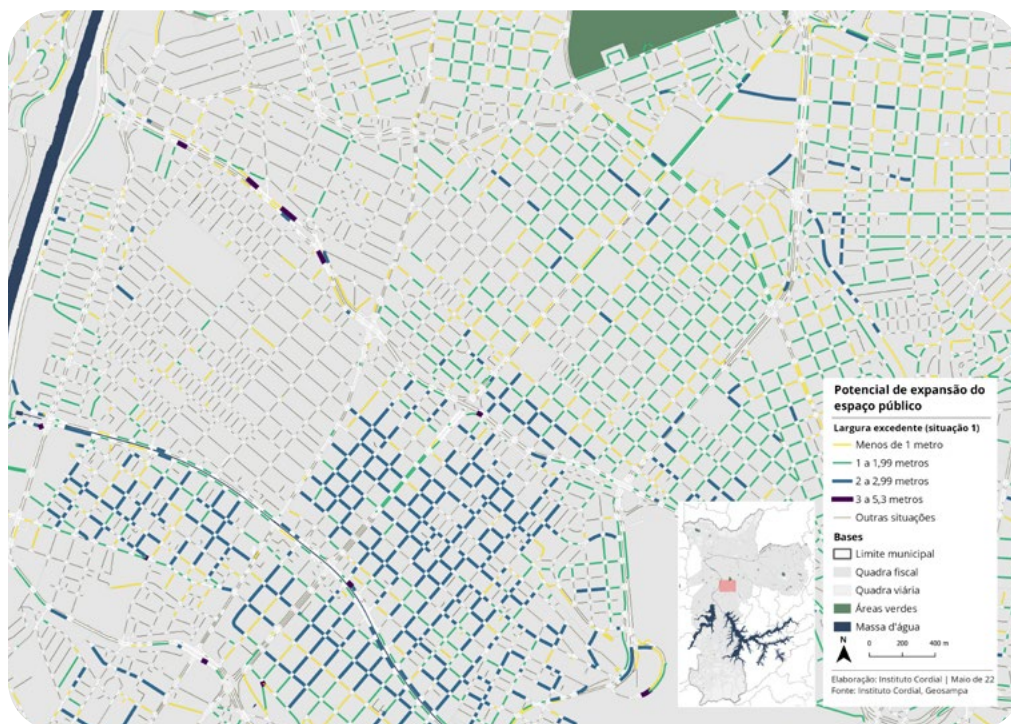 Potencial de expansão do
espaço público
Largura excedente (situação 1)
Menos de 1 metro
1 a 1,99 metros
2 a 2,99 metros
3 a 5,3 metros
Outras situações
Bases
Limite municipal
Quadra fiscal
Quadra viária
Áreas verdes
Massa d'água
N
0 200 400 m
Elaboração: Instituto Cordial | Maio de 22
Fonte: Instituto Cordial, Geosampa